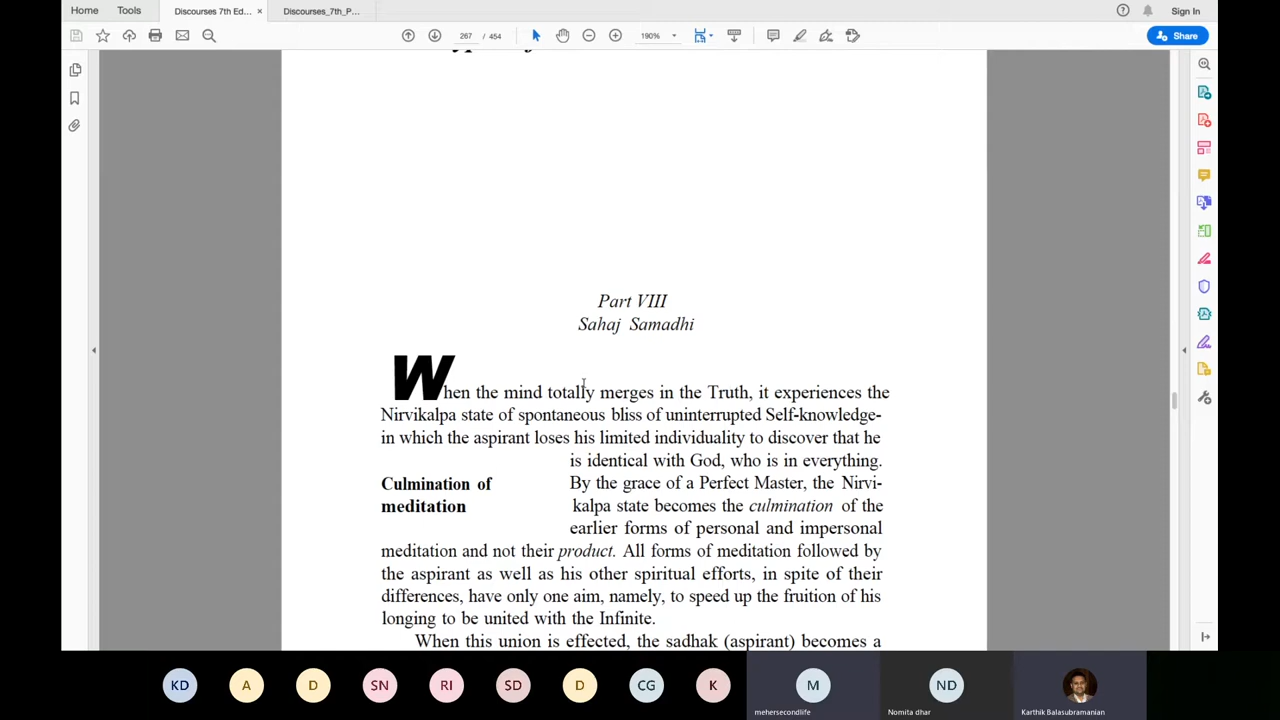 Home Tools Discourses 7th Ed... × Discourses_7th_P... Sign In
267 / 454 190% Share
Part VIII
Sahaj Samadhi
When the mind totally merges in the Truth, it experiences the
Nirvikalpa state of spontaneous bliss of uninterrupted Self-knowledge-
in which the aspirant loses his limited individuality to discover that he
is identical with God, who is in everything.
Culmination of
meditation
By the grace of a Perfect Master, the Nirvi-
kalpa state becomes the culmination of the
earlier forms of personal and impersonal
meditation and not their product. All forms of meditation followed by
the aspirant as well as his other spiritual efforts, in spite of their
differences, have only one aim, namely, to speed up the fruition of his
longing to be united with the Infinite.
When this union is effected, the sadhak (aspirant) becomes a
KD A D SN RI SD D CG K M ND
mehersecondlife Nomita dhar Karthik Balasubramanian